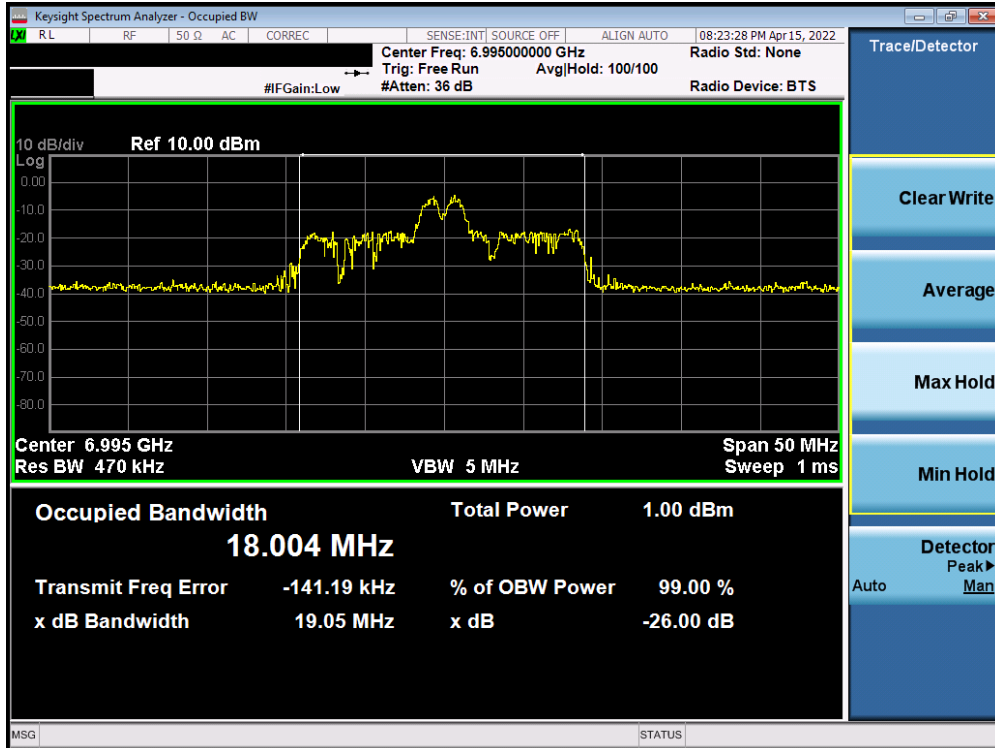 Keysight Spectrum Analyzer - Occupied BW
LXI RL RF 50 Ω AC CORREC SENSE:INT SOURCE OFF ALIGN AUTO 08:23:28 PM Apr 15, 2022
Center Freq: 6.995000000 GHz Radio Std: None
Trig: Free Run Avg|Hold: 100/100
#IFGain:Low #Atten: 36 dB Radio Device: BTS
Trace/Detector
10 dB/div Ref 10.00 dBm
Log
0.00
-10.0
-20.0
-30.0
-40.0
-50.0
-60.0
-70.0
-80.0
Center 6.995 GHz Span 50 MHz
Res BW 470 kHz VBW 5 MHz Sweep 1 ms
Occupied Bandwidth Total Power 1.00 dBm
18.004 MHz
Transmit Freq Error -141.19 kHz % of OBW Power 99.00 %
x dB Bandwidth 19.05 MHz x dB -26.00 dB
Clear Write
Average
Max Hold
Min Hold
Detector
Peak▶
Auto Man
MSG STATUS